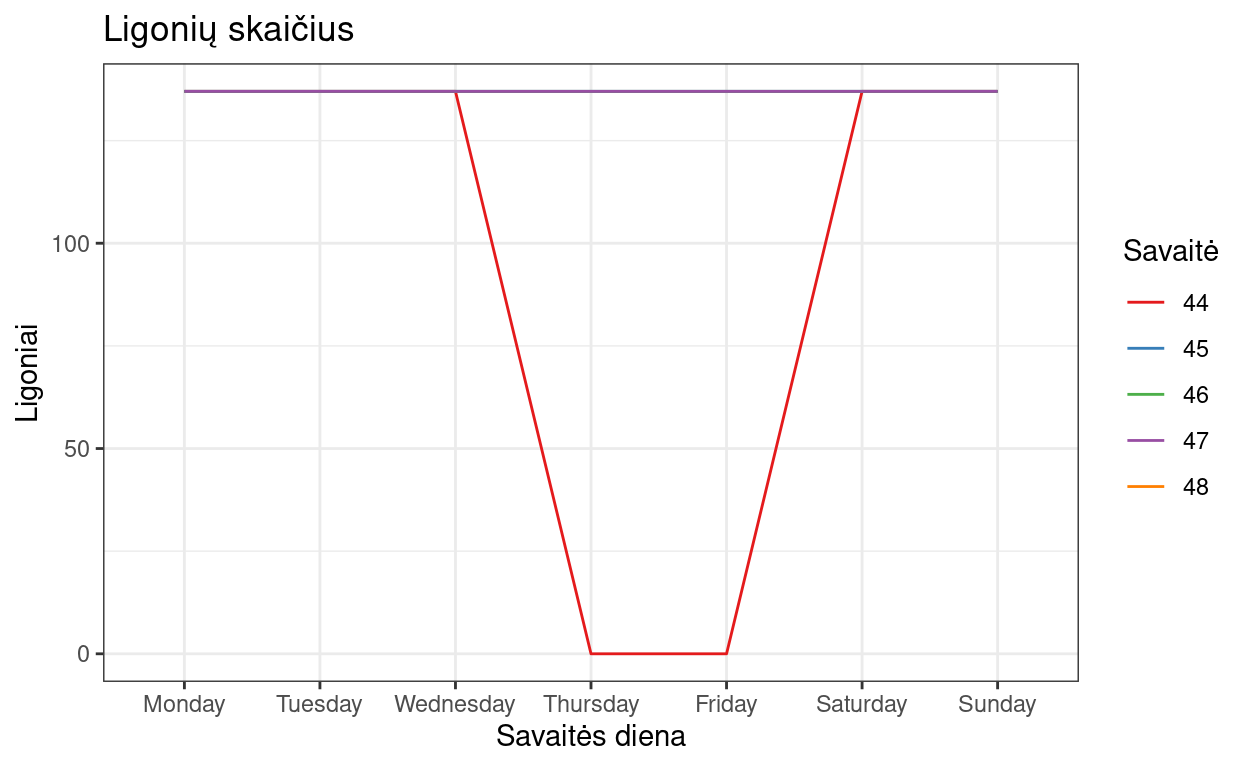 Ligonių skaičius
100
50
0
Ligoniai
Monday Tuesday Wednesday Thursday Friday Saturday Sunday
Savaitės diena
Savaitė
44
45
46
47
48